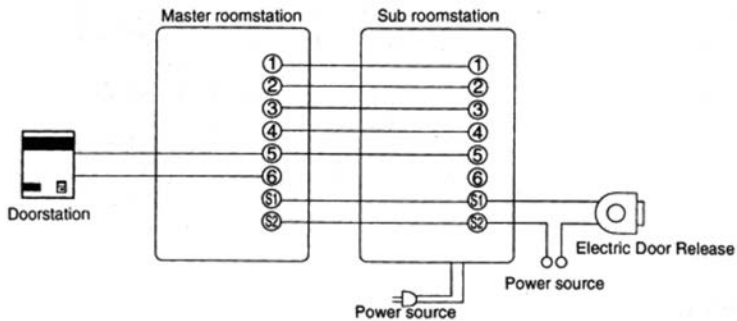 Master roomstation
Sub roomstation
① ①
② ②
③ ③
④ ④
⑤ ⑤
⑥ ⑥
S1 S1
S2 S2
Doorstation
Electric Door Release
Power source
Power source